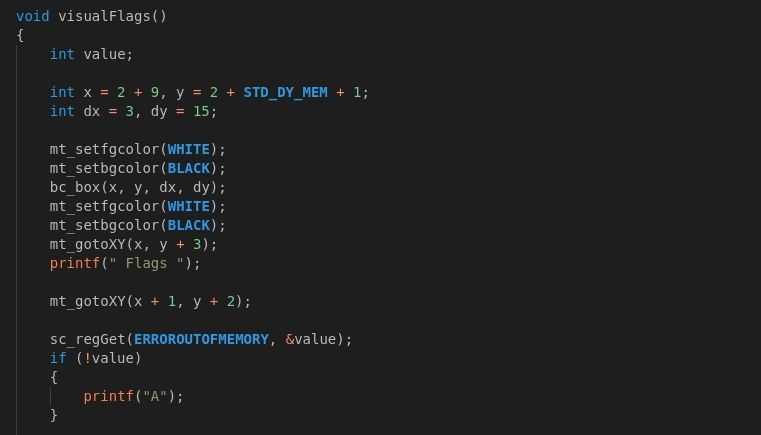 void visualFlags()
{
    int value;

    int x = 2 + 9, y = 2 + STD_DY_MEM + 1;
    int dx = 3, dy = 15;

    mt_setfgcolor(WHITE);
    mt_setbgcolor(BLACK);
    bc_box(x, y, dx, dy);
    mt_setfgcolor(WHITE);
    mt_setbgcolor(BLACK);
    mt_gotoXY(x, y + 3);
    printf(" Flags ");

    mt_gotoXY(x + 1, y + 2);

    sc_regGet(ERROROUTOFMEMORY, &value);
    if (!value)
    {
        printf("A");
    }